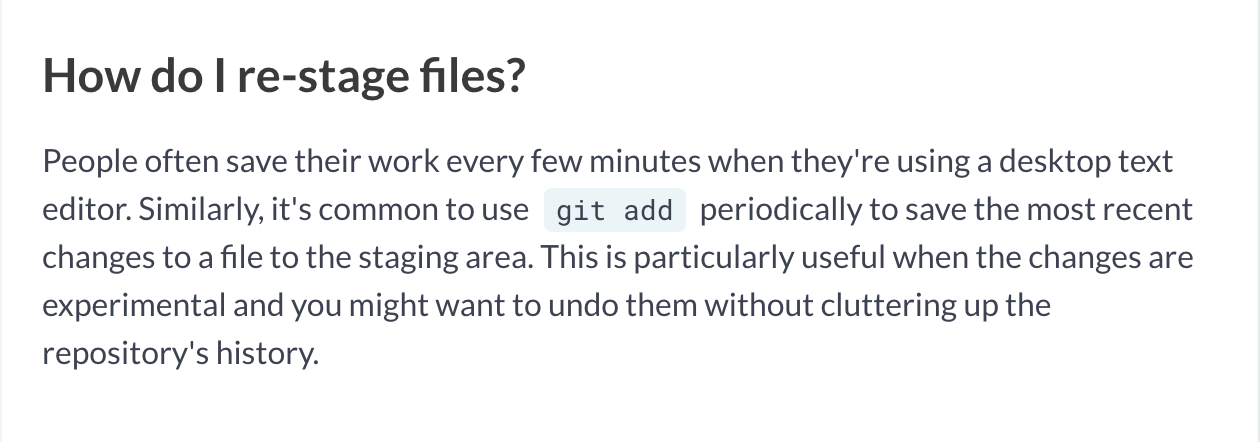 How do I re-stage files?
People often save their work every few minutes when they're using a desktop text
editor. Similarly, it's common to use git add periodically to save the most recent
changes to a file to the staging area. This is particularly useful when the changes are
experimental and you might want to undo them without cluttering up the
repository's history.